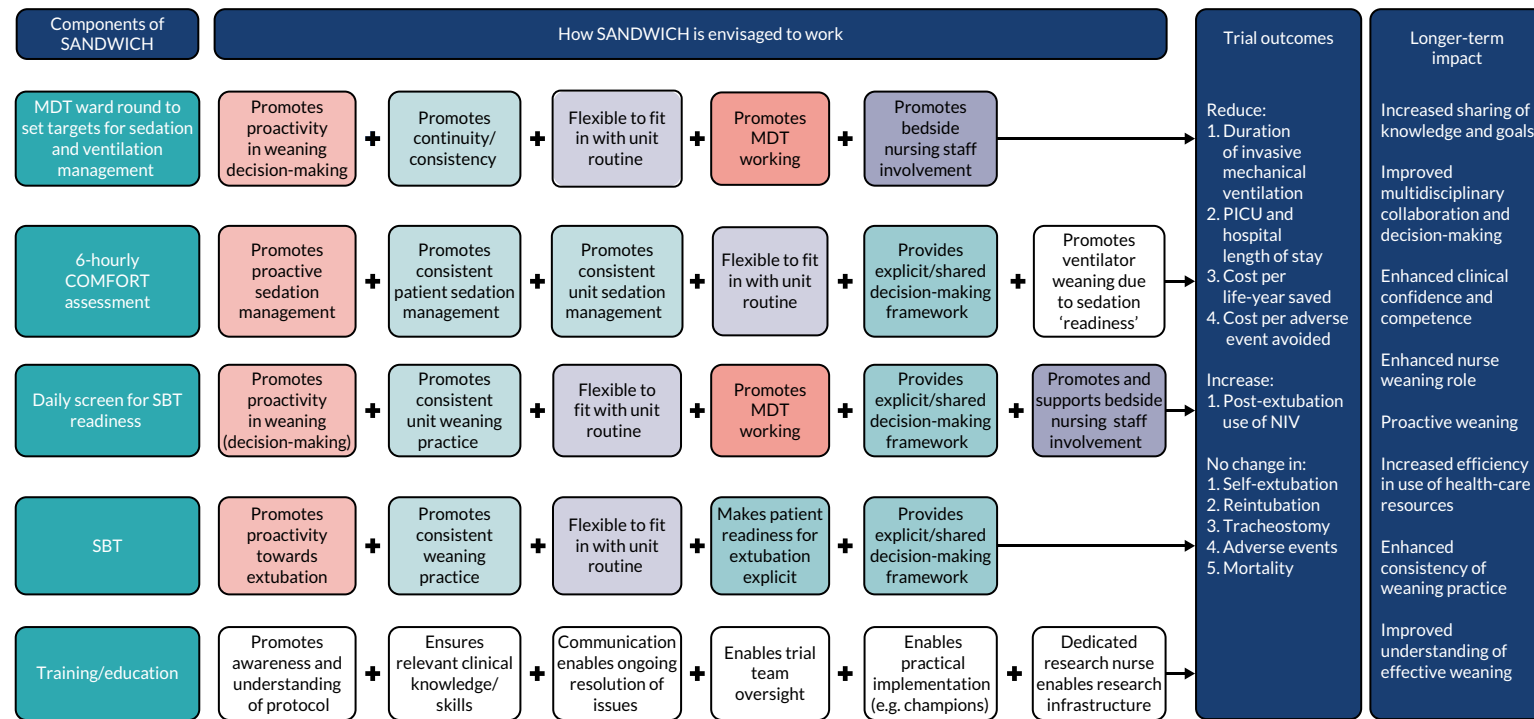 Components of
SANDWICH
How SANDWICH is envisaged to work
Trial outcomes
Longer-term
impact
MDT ward round to
set targets for sedation
and ventilation
management
Promotes
proactivity
in weaning
decision-making
Promotes
continuity/
consistency
Flexible to fit
in with unit
routine
Promotes
MDT
working
Promotes
bedside
nursing staff
involvement
6-hourly
COMFORT
assessment
Promotes
proactive
sedation
management
Promotes
consistent
patient sedation
management
Promotes
consistent
unit sedation
management
Flexible to fit
in with unit
routine
Provides
explicit/shared
decision-making
framework
Promotes
ventilator
weaning due
to sedation
‘readiness’
Daily screen for SBT
readiness
Promotes
proactivity
in weaning
(decision-making)
Promotes
consistent
unit weaning
practice
Flexible to
fit with unit
routine
Promotes
MDT
working
Provides
explicit/shared
decision-making
framework
Promotes and
supports bedside
nursing staff
involvement
SBT
Promotes
proactivity
towards
extubation
Promotes
consistent
weaning
practice
Flexible to fit
in with unit
routine
Makes patient
readiness for
extubation
explicit
Provides
explicit/shared
decision-making
framework
Training/education
Promotes
awareness and
understanding
of protocol
Ensures
relevant clinical
knowledge/
skills
Communication
enables ongoing
resolution of
issues
Enables trial
team
oversight
Enables
practical
implementation
(e.g. champions)
Dedicated
research nurse
enables research
infrastructure
Reduce:
1. Duration
of invasive
mechanical
ventilation
2. PICU and
hospital
length of stay
3. Cost per
life-year saved
4. Cost per adverse
event avoided
Increase:
1. Post-extubation
use of NIV
No change in:
1. Self-extubation
2. Reintubation
3. Tracheostomy
4. Adverse events
5. Mortality
Increased sharing of
knowledge and goals
Improved
multidisciplinary
collaboration and
decision-making
Enhanced clinical
confidence and
competence
Enhanced nurse
weaning role
Proactive weaning
Increased efficiency
in use of health-care
resources
Enhanced
consistency of
weaning practice
Improved
understanding of
effective weaning